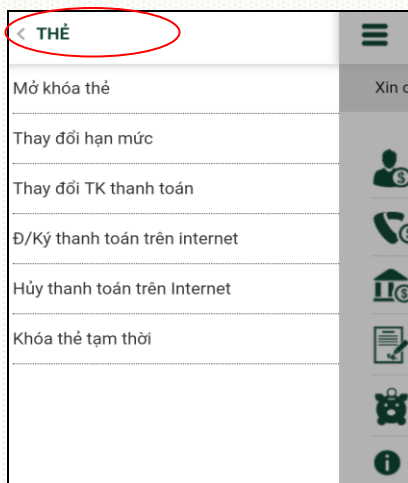 THẺ
Mở khóa thẻ
Xin
Thay đổi hạn mức
Thay đổi TK thanh toán
Đ/Ký thanh toán trên internet
Hủy thanh toán trên Internet
Khóa thẻ tạm thời